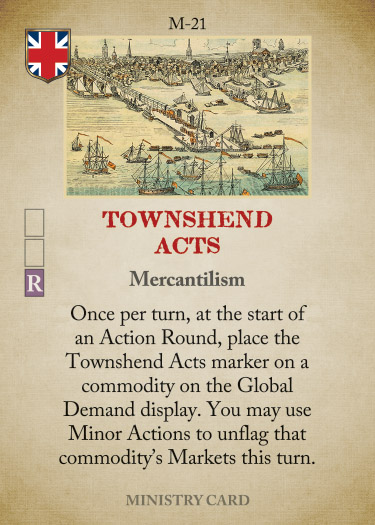 M-21
TOWNSHEND
ACTS
R
Mercantilism
Once per turn, at the start of
an Action Round, place the
Townshend Acts marker on a
commodity on the Global
Demand display. You may use
Minor Actions to unflag that
commodity's Markets this turn.
MINISTRY CARD